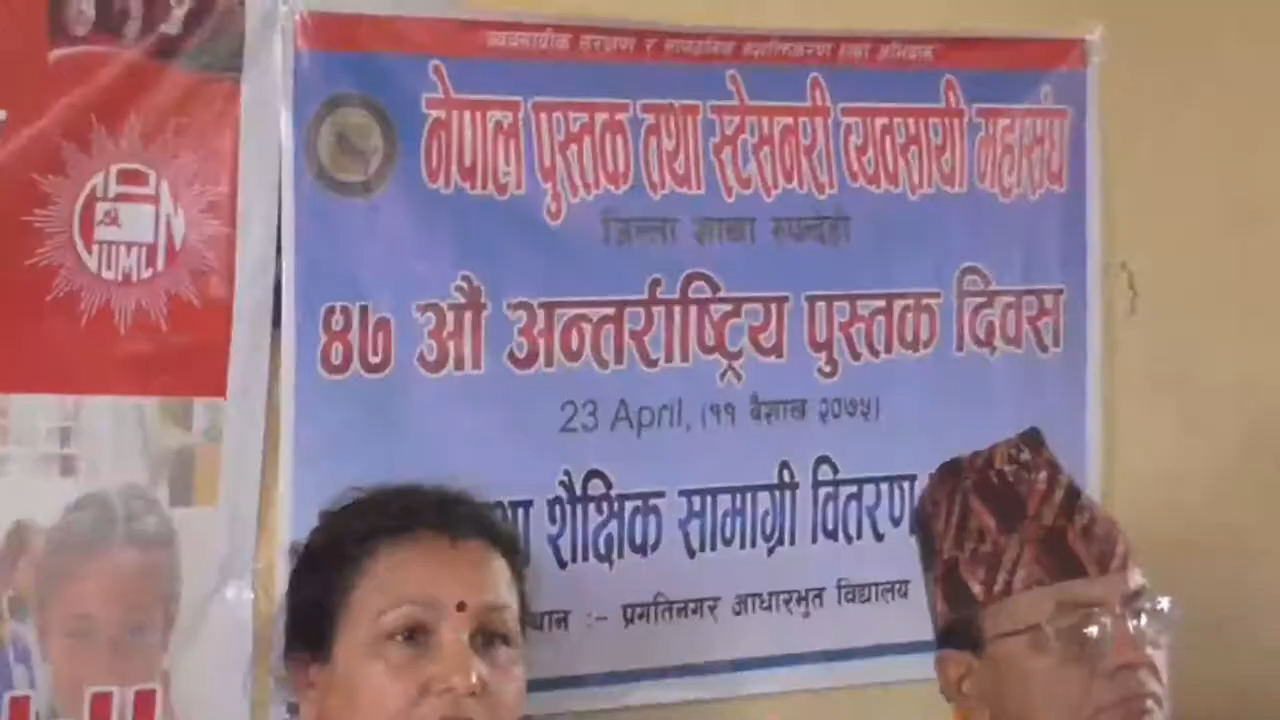 नेपाल पुस्तक तथा स्टेसनरी व्यवसायी महासंघ
जिल्ला शाखा रुपन्देही
४७ औं अन्तर्राष्ट्रिय पुस्तक दिवस
23 April, (११ बैशाख २०७५)
शैक्षिक सामाग्री वितरण
:- प्रगतिनगर आधारभुत विद्यालय
UML